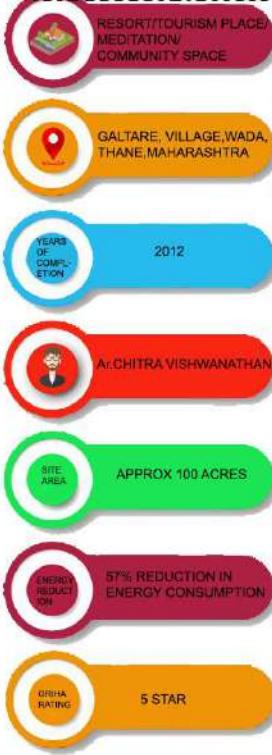 RESORT/TOURISM PLACE/
MEDITATION/
COMMUNITY SPACE
GALTARE, VILLAGE,WADA,
THANE,MAHARASHTRA
YEARS
OF
COMPL-
ETION
2012
Ar.CHITRA VISHWANATHAN
SITE
AREA
APPROX 100 ACRES
ENERGY
REDUCT
ION
57% REDUCTION IN
ENERGY CONSUMPTION
GRIHA
RATING
5 STAR